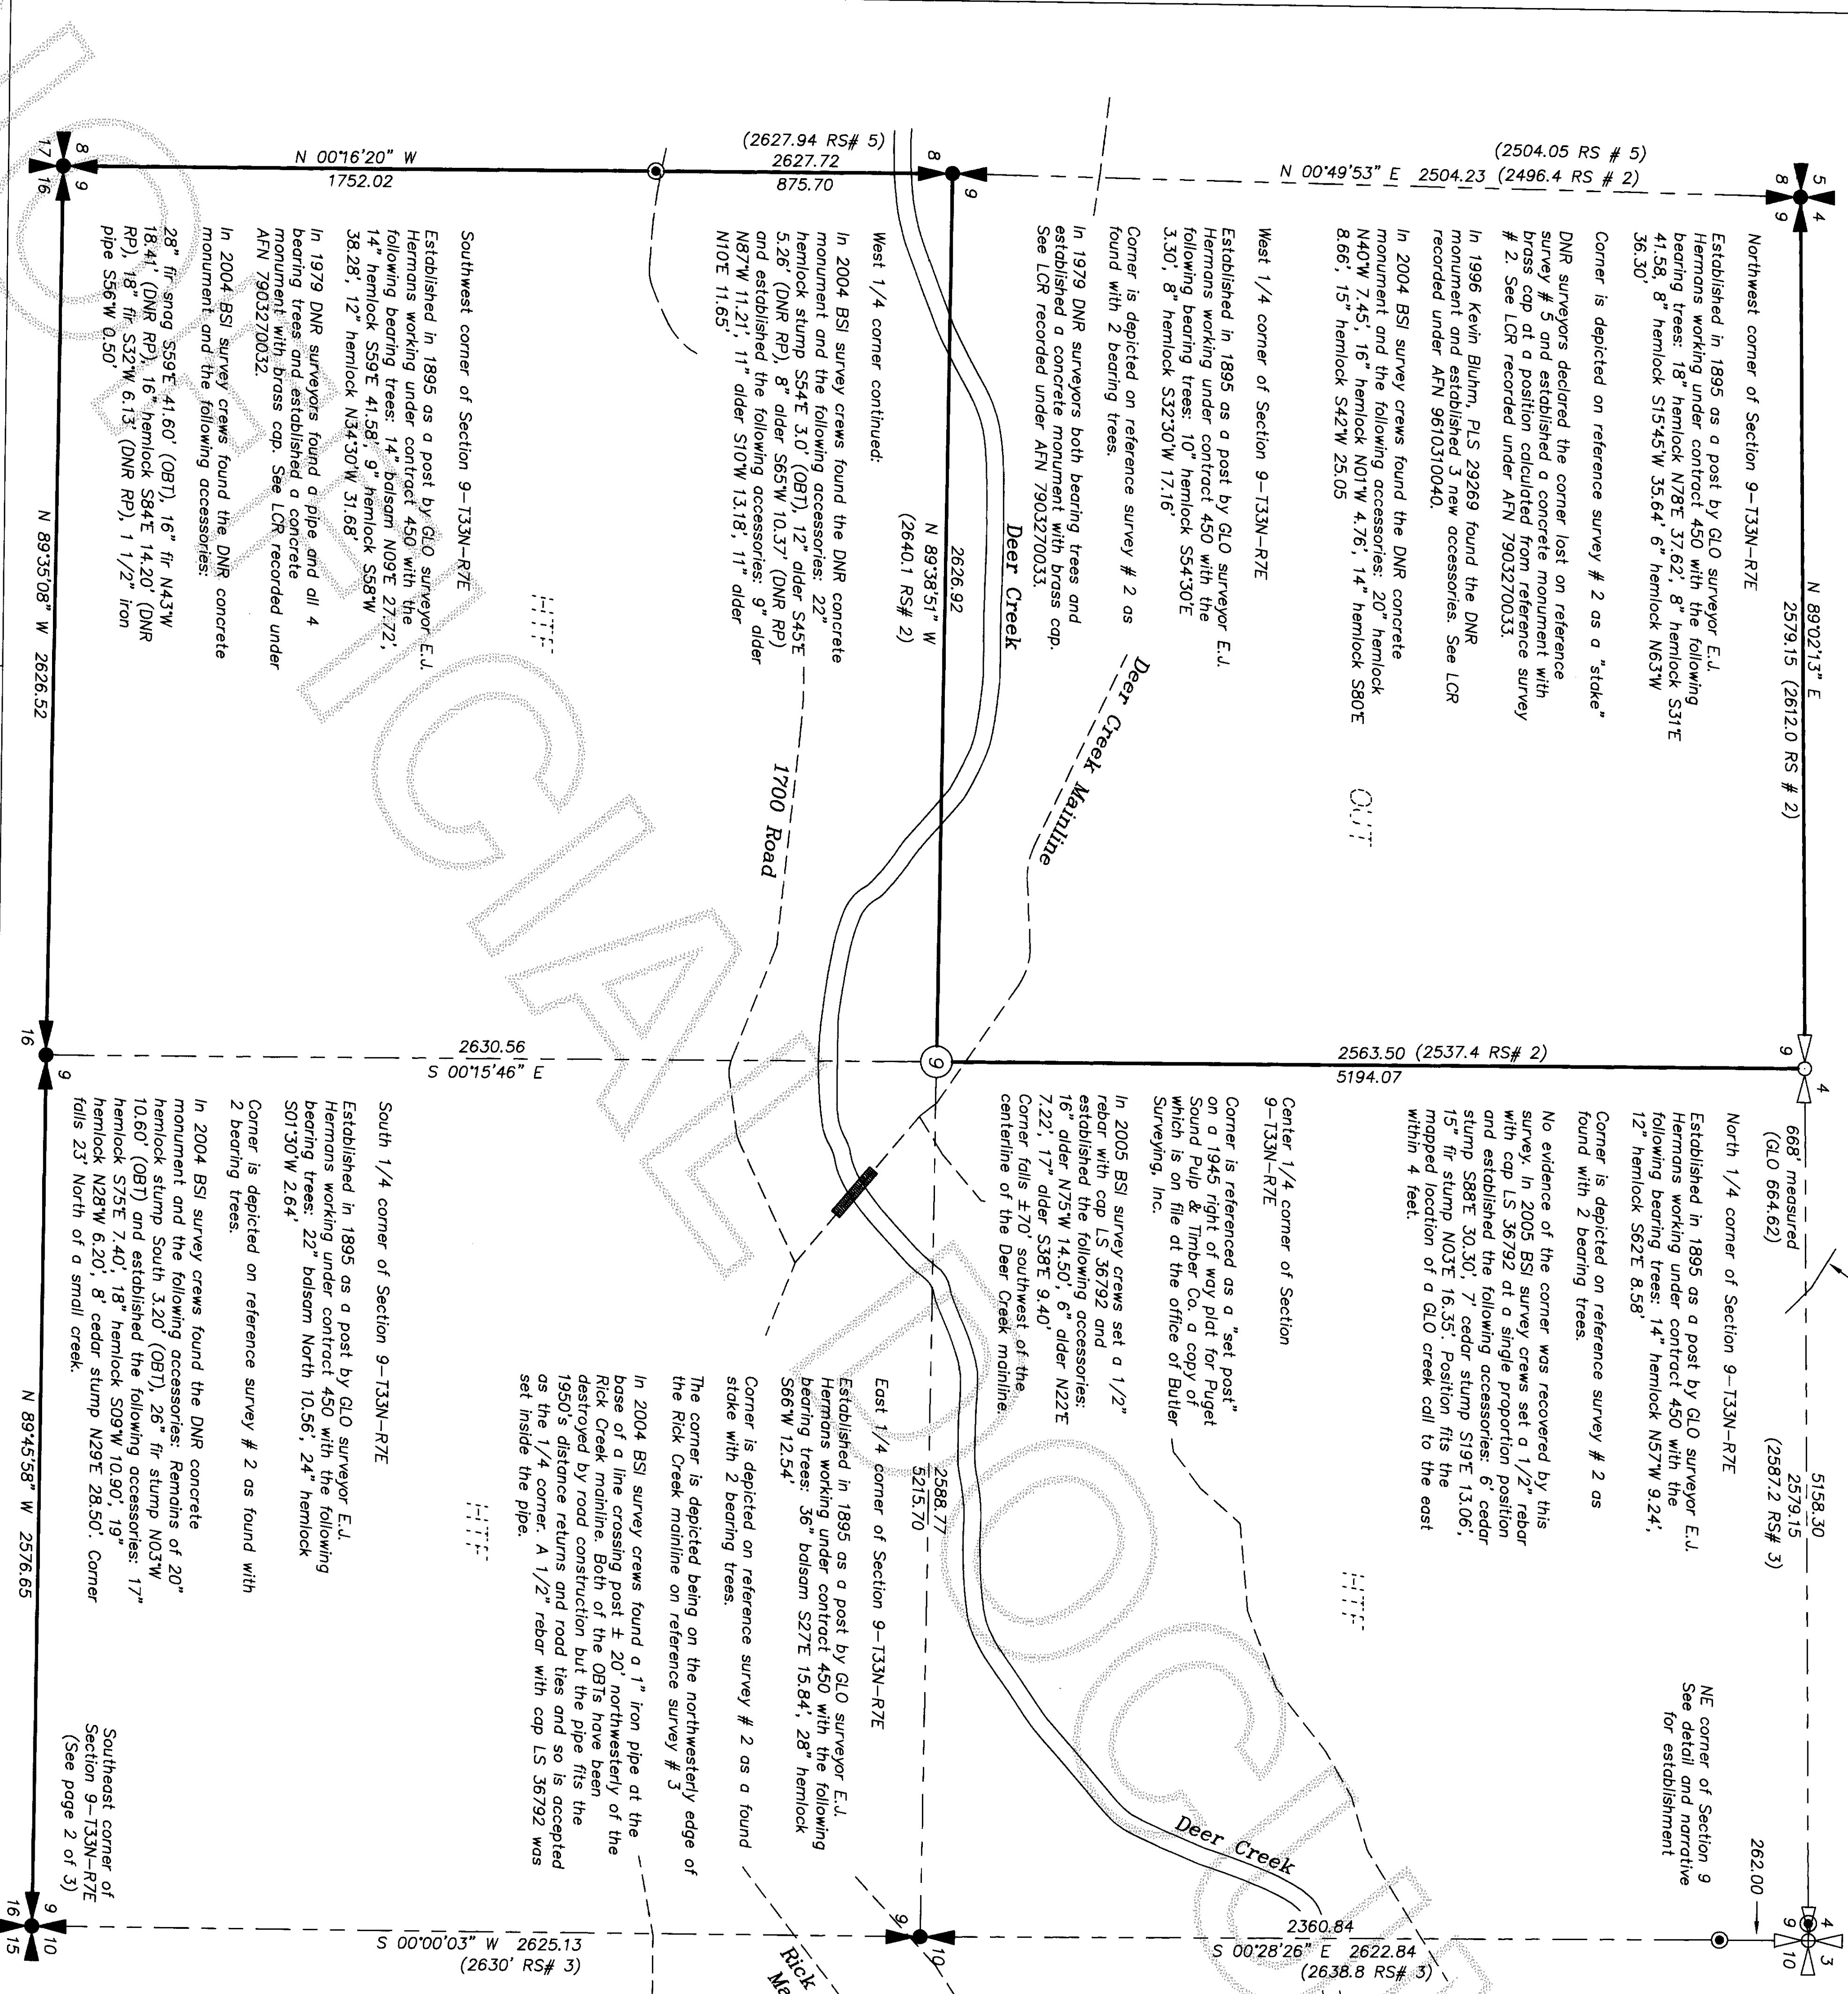 N 89°02'13" E
2579.15 (2612.0 RS # 2)
668' measured
(GLO 664.62)
5158.30
2579.15
(2587.2 RS# 3)
262.00
NE corner of Section 9
See detail and narrative
for establishment
5
4
8
9
9
4
4
3
9
10
(2504.05 RS # 5)
N 00°49'53" E 2504.23 (2496.4 RS # 2)
Northwest corner of Section 9-T33N-R7E
Established in 1895 as a post by GLO surveyor E.J.
Hermans working under contract 450 with the following
bearing trees: 18" hemlock N78°E 37.62', 8" hemlock S31°E
41.58, 8" hemlock S15°45'W 35.64' 6" hemlock N63°W
36.30'
Corner is depicted on reference survey # 2 as a "stake"
DNR surveyors declared the corner lost on reference
survey # 5 and established a concrete monument with
brass cap at a position calculated from reference survey
# 2. See LCR recorded under AFN 7903270033.
In 1996 Kevin Bluhm, PLS 29269 found the DNR
monument and established 3 new accessories. See LCR
recorded under AFN 9610310040.
In 2004 BSI survey crews found the DNR concrete
monument and the following accessories: 20" hemlock
N40°W 7.45', 16" hemlock N01°W 4.76', 14" hemlock S80°E
8.66', 15" hemlock S42°W 25.05
West 1/4 corner of Section 9-T33N-R7E
Established in 1895 as a post by GLO surveyor E.J.
Hermans working under contract 450 with the
following bearing trees: 10" hemlock S54°30'E
3.30', 8" hemlock S32°30'W 17.16'
Corner is depicted on reference survey # 2 as
found with 2 bearing trees.
In 1979 DNR surveyors both bearing trees and
established a concrete monument with brass cap.
See LCR recorded under AFN 7903270033.
2563.50 (2537.4 RS# 2)
5194.07
North 1/4 corner of Section 9-T33N-R7E
Established in 1895 as a post by GLO surveyor E.J.
Hermans working under contract 450 with the
following bearing trees: 14" hemlock N57°W 9.24',
12" hemlock S62°E 8.58'
Corner is depicted on reference survey # 2 as
found with 2 bearing trees.
No evidence of the corner was recovered by this
survey. In 2005 BSI survey crews set a 1/2" rebar
with cap LS 36792 at a single proportion position
and established the following accessories: 6' cedar
stump S88°E 30.30', 7' cedar stump S19°E 13.06',
15" fir stump N03°E 16.35'. Position fits the
mapped location of a GLO creek call to the east
within 4 feet.
Center 1/4 corner of Section
9-T33N-R7E
Corner is referenced as a "set post"
on a 1945 right of way plat for Puget
Sound Pulp & Timber Co. a copy of
which is on file at the office of Butler
Surveying, Inc.
In 2005 BSI survey crews set a 1/2"
rebar with cap LS 36792 and
established the following accessories:
16" alder N75°W 14.50', 6" alder N22°E
7.22', 17" alder S38°E 9.40'
Corner falls ±70' southwest of the
centerline of the Deer Creek mainline.
Deer Creek Mainline
Deer Creek
Deer Creek
2360.84
S 00°28'26" E 2622.84
(2638.8 RS# 3)
8
9
2626.92
N 89°38'51" W
(2640.1 RS# 2)
9
2588.77
5215.70
9
10
(2627.94 RS# 5)
2627.72
875.70
N 00°16'20" W
1752.02
West 1/4 corner continued:
In 2004 BSI survey crews found the DNR concrete
monument and the following accessories: 22"
hemlock stump S54°E 3.0' (OBT), 12" alder S45°E
5.26' (DNR RP), 8" alder S65°W 10.37' (DNR RP)
and established the following accessories: 9" alder
N87°W 11.21', 11" alder S10°W 13.18', 11" alder
N10°E 11.65'
1700 Road
Southwest corner of Section 9-T33N-R7E
Established in 1895 as a post by GLO surveyor E.J.
Hermans working under contract 450 with the
following bearing trees: 14" balsam N09°E 27.72',
14" hemlock S59°E 41.58', 9" hemlock S58°W
38.28', 12" hemlock N34°30'W 31.68'
In 1979 DNR surveyors found a pipe and all 4
bearing trees and established a concrete
monument with brass cap. See LCR recorded under
AFN 7903270032.
In 2004 BSI survey crews found the DNR concrete
monument and the following accessories:
28" fir snag S59°E 41.60' (OBT), 16" fir N43°W
18.41' (DNR RP), 16" hemlock S84°E 14.20' (DNR
RP), 18" fir S32°W 6.13' (DNR RP), 1 1/2" iron
pipe S56°W 0.50'
2630.56
S 00°15'46" E
East 1/4 corner of Section 9-T33N-R7E
Established in 1895 as a post by GLO surveyor E.J.
Hermans working under contract 450 with the following
bearing trees: 36" balsam S27°E 15.84', 28" hemlock
S66°W 12.54'
Corner is depicted on reference survey # 2 as a found
stake with 2 bearing trees.
The corner is depicted being on the northwesterly edge of
the Rick Creek mainline on reference survey # 3
In 2004 BSI survey crews found a 1" iron pipe at the
base of a line crossing post ± 20' northwesterly of the
Rick Creek mainline. Both of the OBTs have been
destroyed by road construction but the pipe fits the
1950's distance returns and road ties and so is accepted
as the 1/4 corner. A 1/2" rebar with cap LS 36792 was
set inside the pipe.
Rick
South 1/4 corner of Section 9-T33N-R7E
Established in 1895 as a post by GLO surveyor E.J.
Hermans working under contract 450 with the following
bearing trees: 22" balsam North 10.56', 24" hemlock
S01°30'W 2.64'
Corner is depicted on reference survey # 2 as found with
2 bearing trees.
In 2004 BSI survey crews found the DNR concrete
monument and the following accessories: Remains of 20"
hemlock stump South 3.20' (OBT), 26" fir stump N03°W
10.60' (OBT) and established the following accessories: 17"
hemlock S75°E 7.40', 18" hemlock S09°W 10.90', 19"
hemlock N28°W 6.20', 8' cedar stump N29°E 28.50'. Corner
falls 23' North of a small creek.
S 00°00'03" W 2625.13
(2630' RS# 3)
Southeast corner of
Section 9-T33N-R7E
(See page 2 of 3)
8
9
17
16
N 89°35'08" W 2626.52
9
16
N 89°45'58" W 2576.65
9
10
16
15